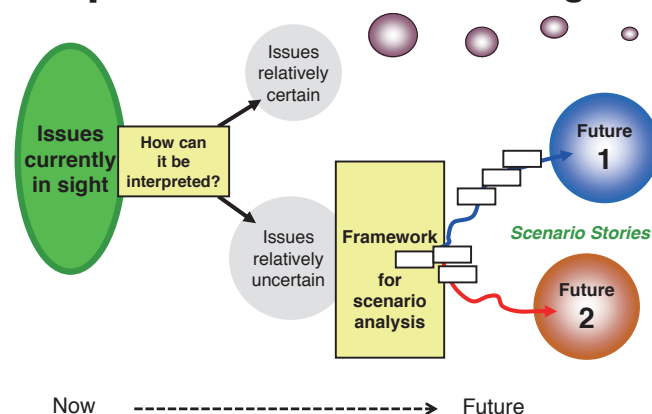 Issues
relatively
certain
Issues
currently
in sight
How can
it be
interpreted?
Issues
relatively
uncertain
Framework
for
scenario
analysis
Future
1
Scenario Stories
Future
2
Now
Future